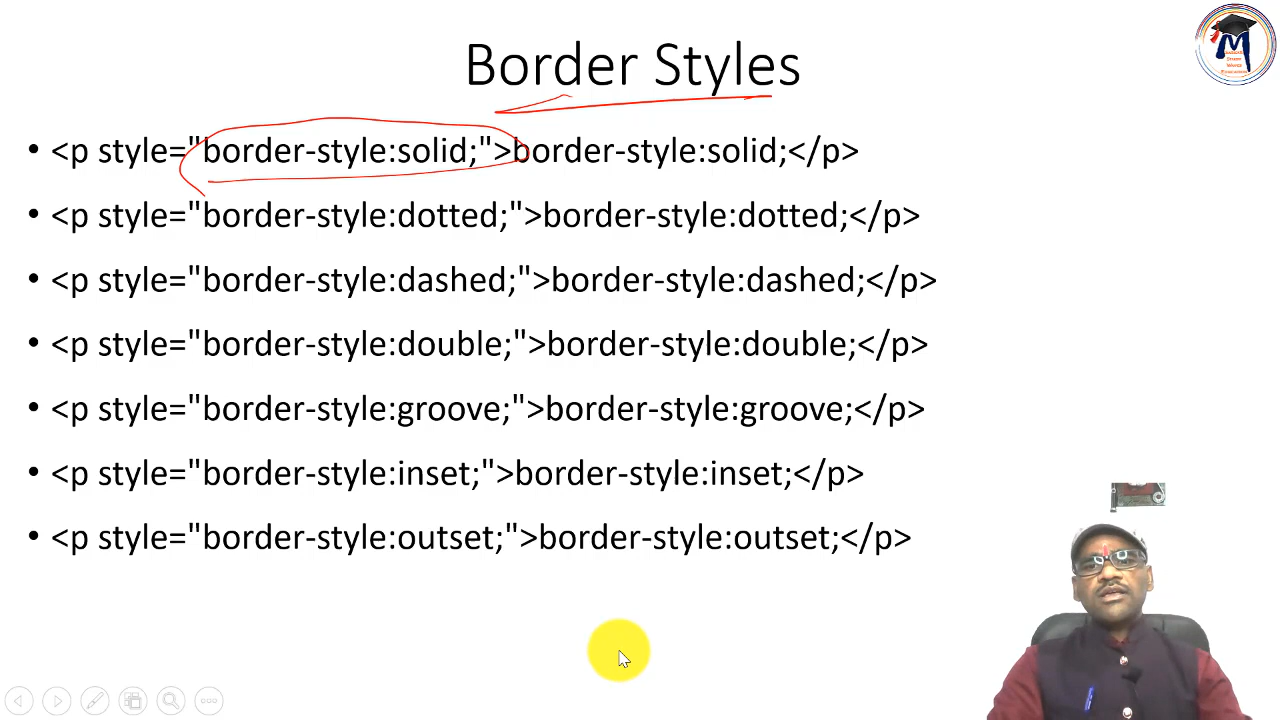 Border Styles
• <p style="border-style:solid;">border-style:solid;</p>
• <p style="border-style:dotted;">border-style:dotted;</p>
• <p style="border-style:dashed;">border-style:dashed;</p>
• <p style="border-style:double;">border-style:double;</p>
• <p style="border-style:groove;">border-style:groove;</p>
• <p style="border-style:inset;">border-style:inset;</p>
• <p style="border-style:outset;">border-style:outset;</p>